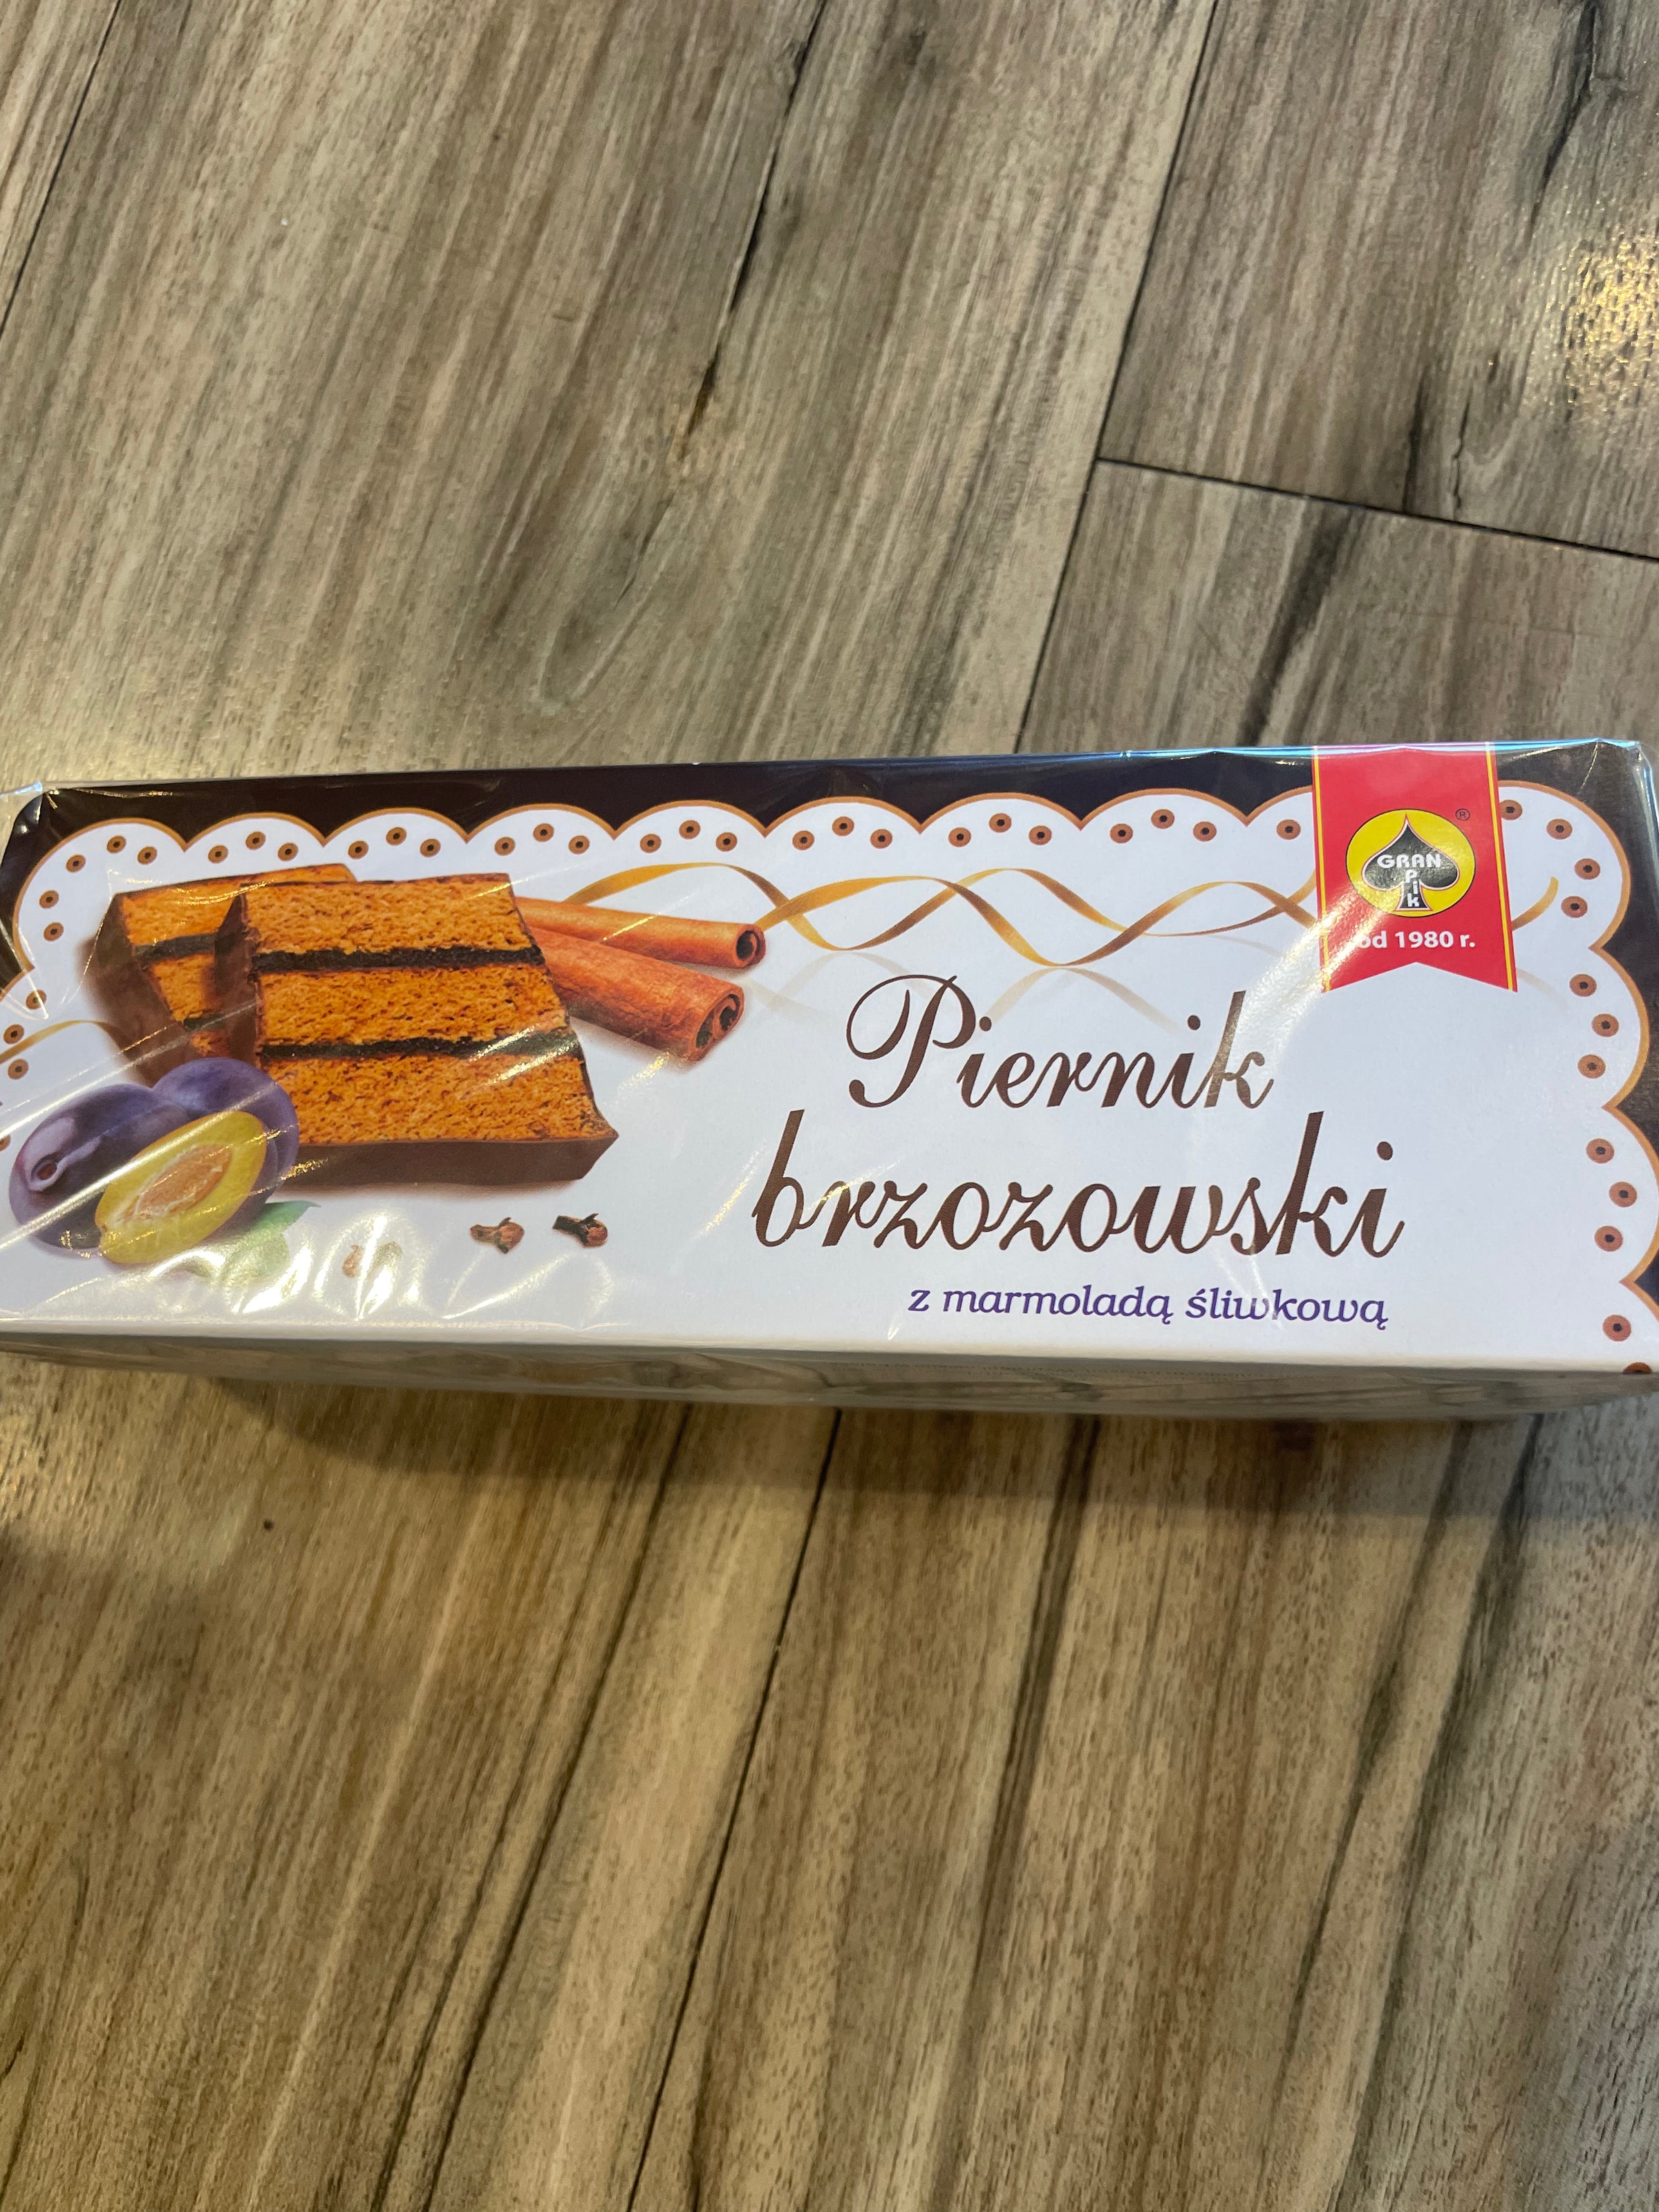 GRAN
Pik
®
od 1980 r.
Piernik
brzozowski
z marmoladą śliwkową